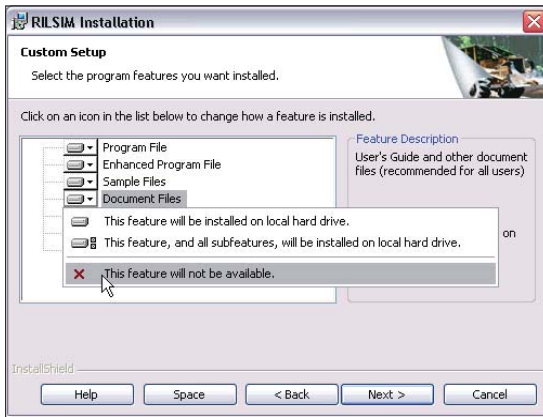 RILSIM Installation
Custom Setup
Select the program features you want installed.
Click on an icon in the list below to change how a feature is installed.
Program File
Enhanced Program File
Sample Files
Document Files
Feature Description
User's Guide and other document
files (recommended for all users)
on
This feature will be installed on local hard drive.
This feature, and all subfeatures, will be installed on local hard drive.
This feature will not be available.
InstallShield
Help
Space
< Back
Next >
Cancel